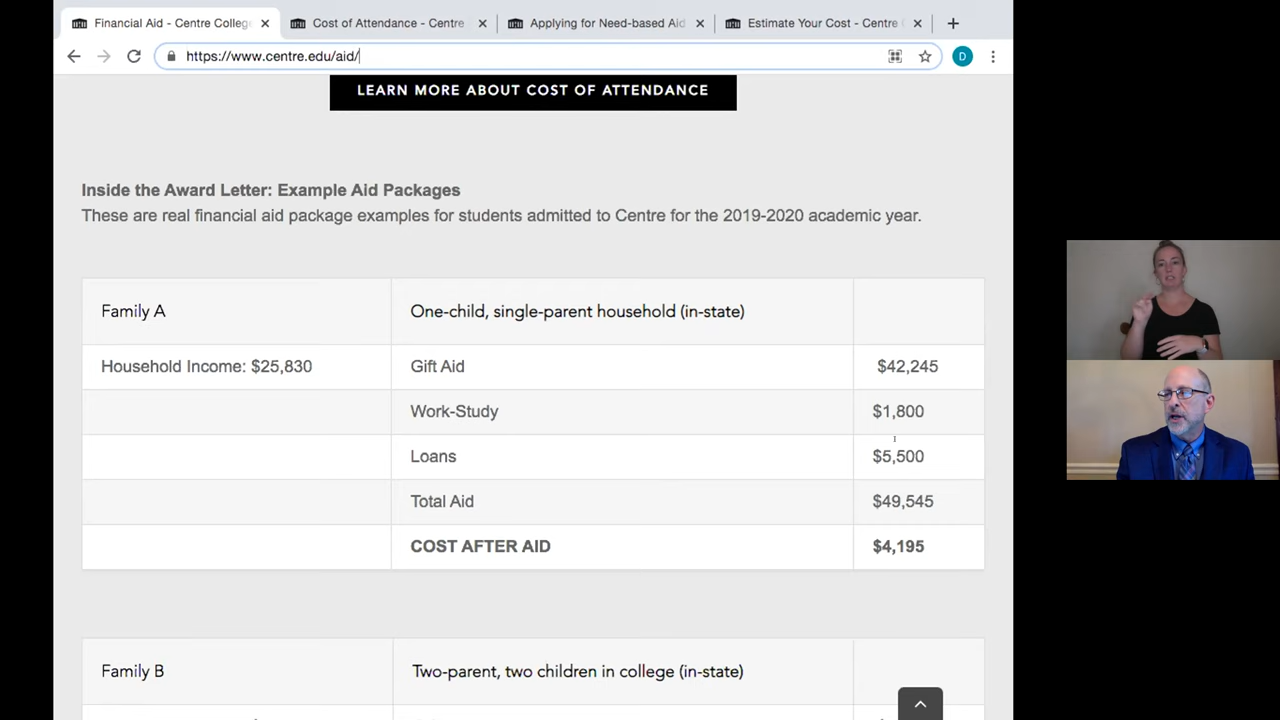 Financial Aid - Centre College
Cost of Attendance - Centre
Applying for Need-based Aid
Estimate Your Cost - Centre
https://www.centre.edu/aid/
D
LEARN MORE ABOUT COST OF ATTENDANCE
Inside the Award Letter: Example Aid Packages
These are real financial aid package examples for students admitted to Centre for the 2019-2020 academic year.
Family A One-child, single-parent household (in-state)
Household Income: $25,830 Gift Aid $42,245
Work-Study $1,800
Loans $5,500
Total Aid $49,545
COST AFTER AID $4,195
Family B Two-parent, two children in college (in-state)